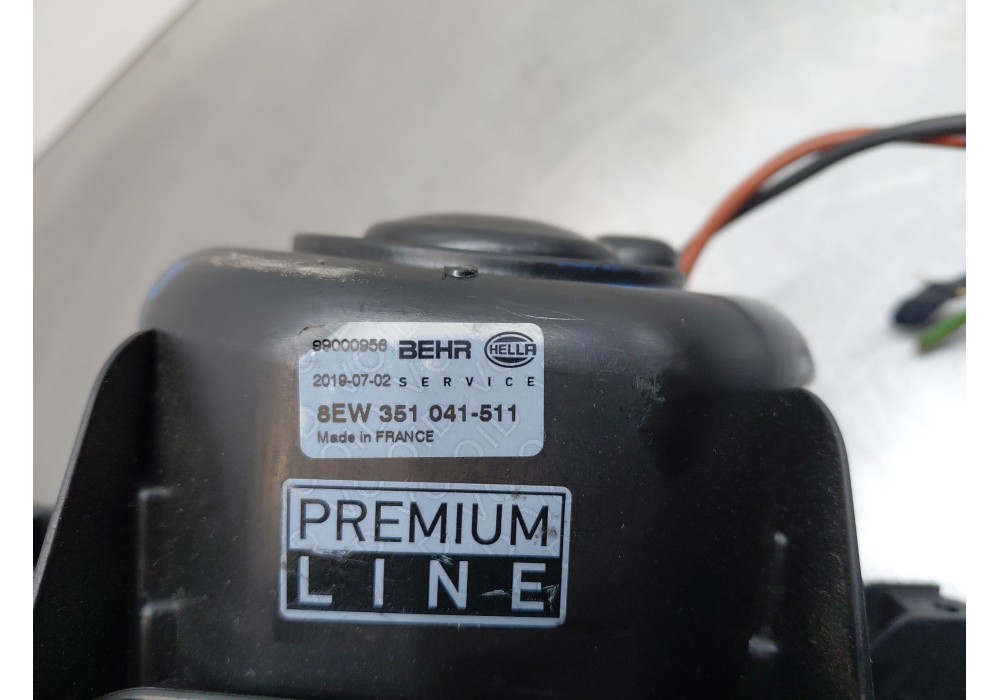 99000956 BEHR HELLA
2019-07-02 SERVICE
8EW 351 041-511
Made in FRANCE
PREMIUM
LINE